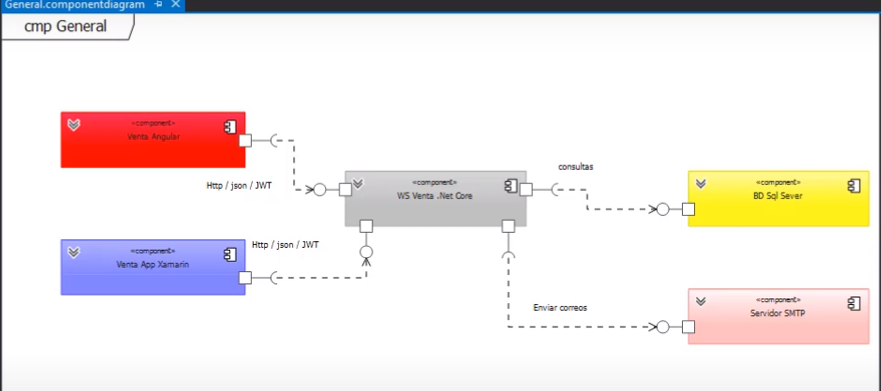 General.componentdiagram
cmp General
«component»
Venta Angular
Http / json / JWT
«component»
WS Venta .Net Core
consultas
«component»
BD Sql Sever
«component»
Venta App Xamarin
Http / json / JWT
Enviar correos
«component»
Servidor SMTP